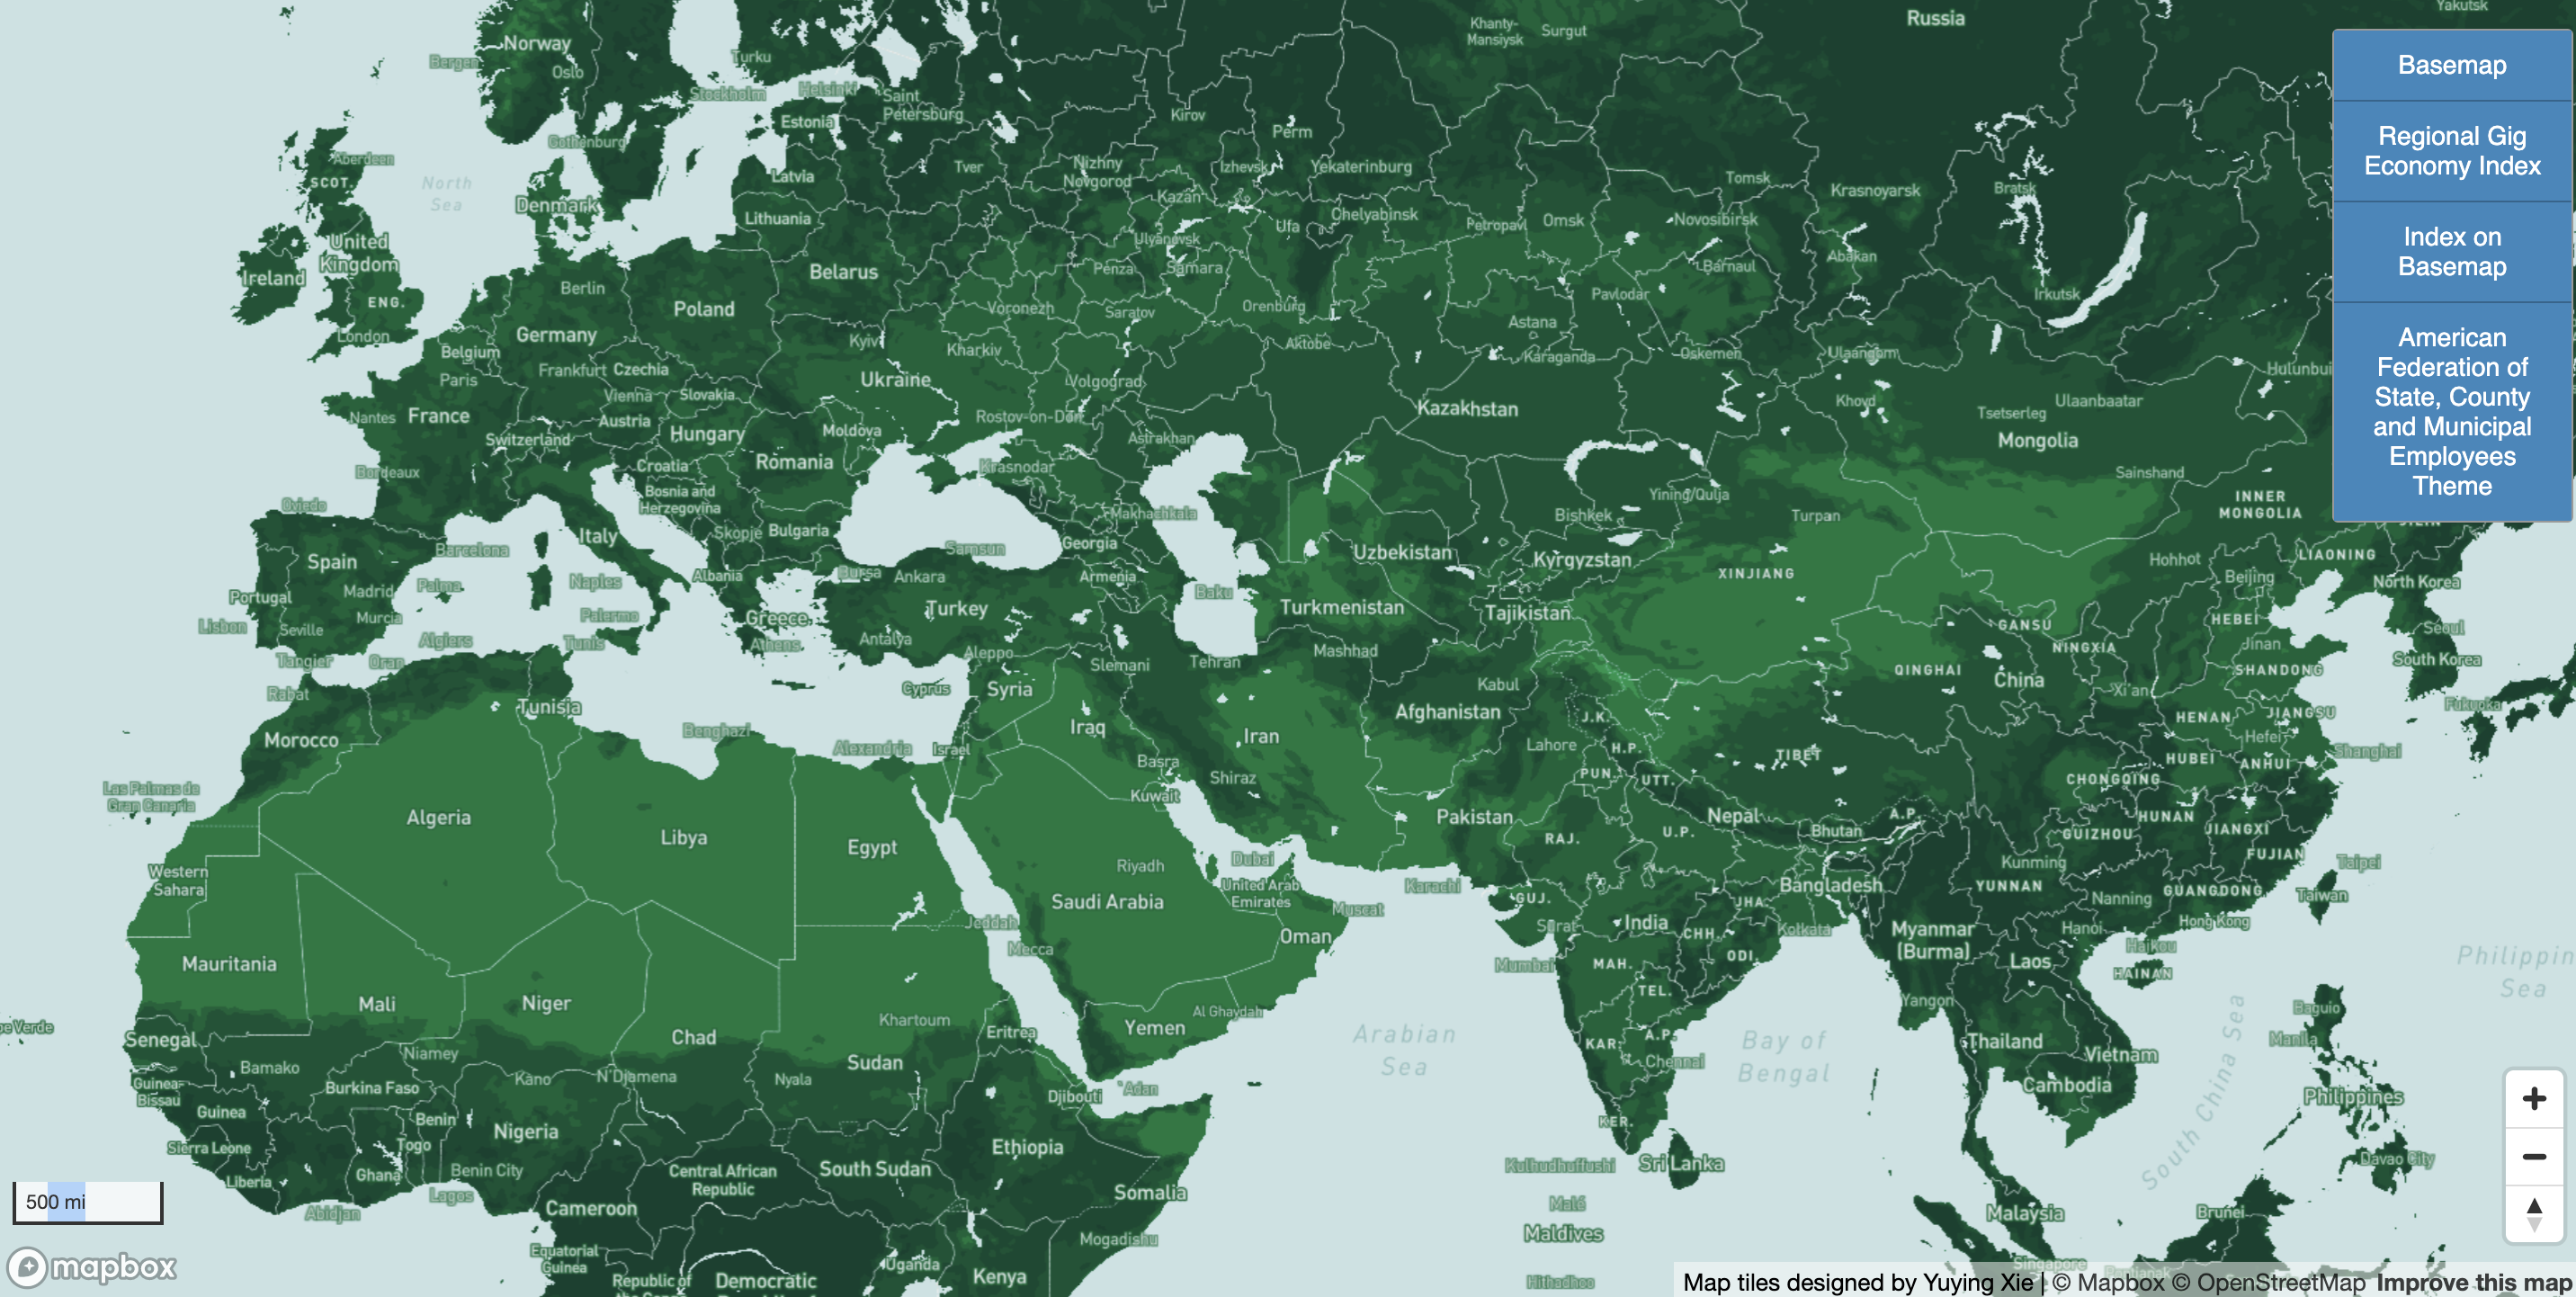 Yakutsk
Russia
Khanty-
Mansiysk
Surgut
Norway
Oslo
Bergen
Turku
Stockholm
Helsinki
Saint
Petersburg
Estonia
Gothenburg
Kirov
Perm
Aberdeen
SCOT.
North
Sea
Denmark
Latvia
Lithuania
Tver
Nizhny
Novgorod
Kazan
Izhevsk
Yekaterinburg
Chelyabinsk
Ufa
Petropavl
Omsk
Tomsk
Novosibirsk
Krasnoyarsk
Bratsk
United
Kingdom
Ireland
ENG.
London
Berlin
Poland
Belarus
Ulyanovsk
Penza
Samara
Voronezh
Saratov
Orenburg
Barnaul
Pavlodar
Abakan
Irkutsk
Germany
Belgium
Paris
Frankfurt
Czechia
Kyiv
Kharkiv
Aktobe
Astana
Karaganda
Oskemen
Ulaangom
Hulunbui
Nantes
France
Vienna
Slovakia
Austria
Ukraine
Volgograd
Switzerland
Hungary
Moldova
Rostov-on-Don
Kazakhstan
Khovd
Tsetserleg
Ulaanbaatar
Mongolia
Bordeaux
Croatia
Romania
Astrakhan
Krasnodar
Bosnia and
Herzegovina
Sainshand
Oviedo
Yining/Qulja
INNER
MONGOLIA
Makhachkala
Bishkek
Turpan
Barcelona
Italy
Skopje
Bulgaria
Samsun
Georgia
Uzbekistan
Kyrgyzstan
Hohhot
LIAONING
Spain
Madrid
Palma
Naples
Albania
Bursa
Ankara
Armenia
Baku
XINJIANG
Beijing
North Korea
Portugal
Lisbon
Seville
Murcia
Palermo
Greece
Athens
Turkey
Antalya
Turkmenistan
Tajikistan
GANSU
HEBEI
Seoul
Algiers
Tunis
Tangier
Oran
Aleppo
Slemani
Tehran
Mashhad
NINGXIA
Jinan
South Korea
Rabat
Cyprus
Syria
Kabul
QINGHAI
China
SHANDONG
Xi'an
Fukuoka
Tunisia
Morocco
Benghazi
Alexandria
Israel
Iraq
Iran
Afghanistan
J.K.
HENAN
JIANGSU
Lahore
H.P.
TIBET
Hefei
Shanghai
Basra
Shiraz
PUN.
UTT.
HUBEI
ANHUI
CHONGQING
Las Palmas de
Gran Canaria
Kuwait
Algeria
Libya
Egypt
Pakistan
RAJ.
U.P.
Nepal
Bhutan
A.P.
GUIZHOU
HUNAN
JIANGXI
Western
Sahara
Riyadh
Dubai
United Arab
Emirates
Karachi
Muscat
GUJ.
Surat
India
JHA.
Bangladesh
Kolkata
Kunming
YUNNAN
FUJIAN
Taipei
Taiwan
Nanning
GUANGDONG
Hong Kong
Saudi Arabia
Jeddah
Mecca
Oman
CHH.
ODI.
Myanmar
(Burma)
Hanoi
Haikou
HAINAN
Laos
Philippin
Sea
Mauritania
Mumbai
MAH.
TEL.
Yangon
Mali
Niger
Chad
Khartoum
Eritrea
Yemen
Al Ghaydah
Arabian
Sea
Bay of
Bengal
KAR.
A.P.
Chennai
Thailand
Vietnam
Cambodia
South China Sea
Baguio
Manila
pe Verde
Senegal
Bamako
Niamey
Kano
N'Djamena
Nyala
Sudan
Djibouti
'Adan
Guinea-
Bissau
Burkina Faso
Guinea
Benin
Togo
Nigeria
Ethiopia
KER.
Sri Lanka
Philippines
Davao City
Sierra Leone
Ghana
Benin City
Central African
Republic
South Sudan
Liberia
Lagos
Abidjan
Cameroon
Somalia
Kulhudhuffushi
Malé
Maldives
Hithadhoo
Malaysia
Brunei
Singapore
Pontianak
Mogadishu
Equatorial
Guinea
Republic of
the Congo
Democratic
Uganda
Kenya
Basemap
Regional Gig
Economy Index
Index on
Basemap
American
Federation of
State, County
and Municipal
Employees
Theme
500 mi
mapbox
Map tiles designed by Yuying Xie | © Mapbox © OpenStreetMap Improve this map